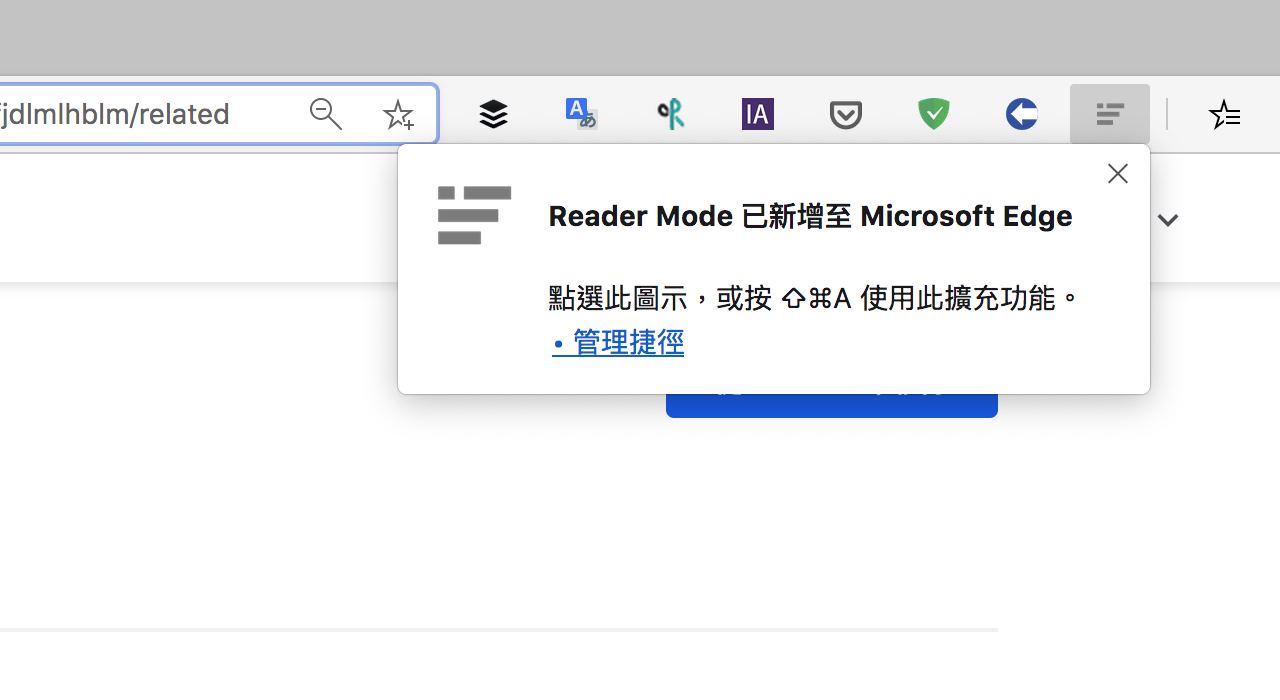 jdlmlhblm/related
A あ
IA
Reader Mode 已新增至 Microsoft Edge
點選此圖示，或按 ⇧⌘A 使用此擴充功能。
• 管理捷徑